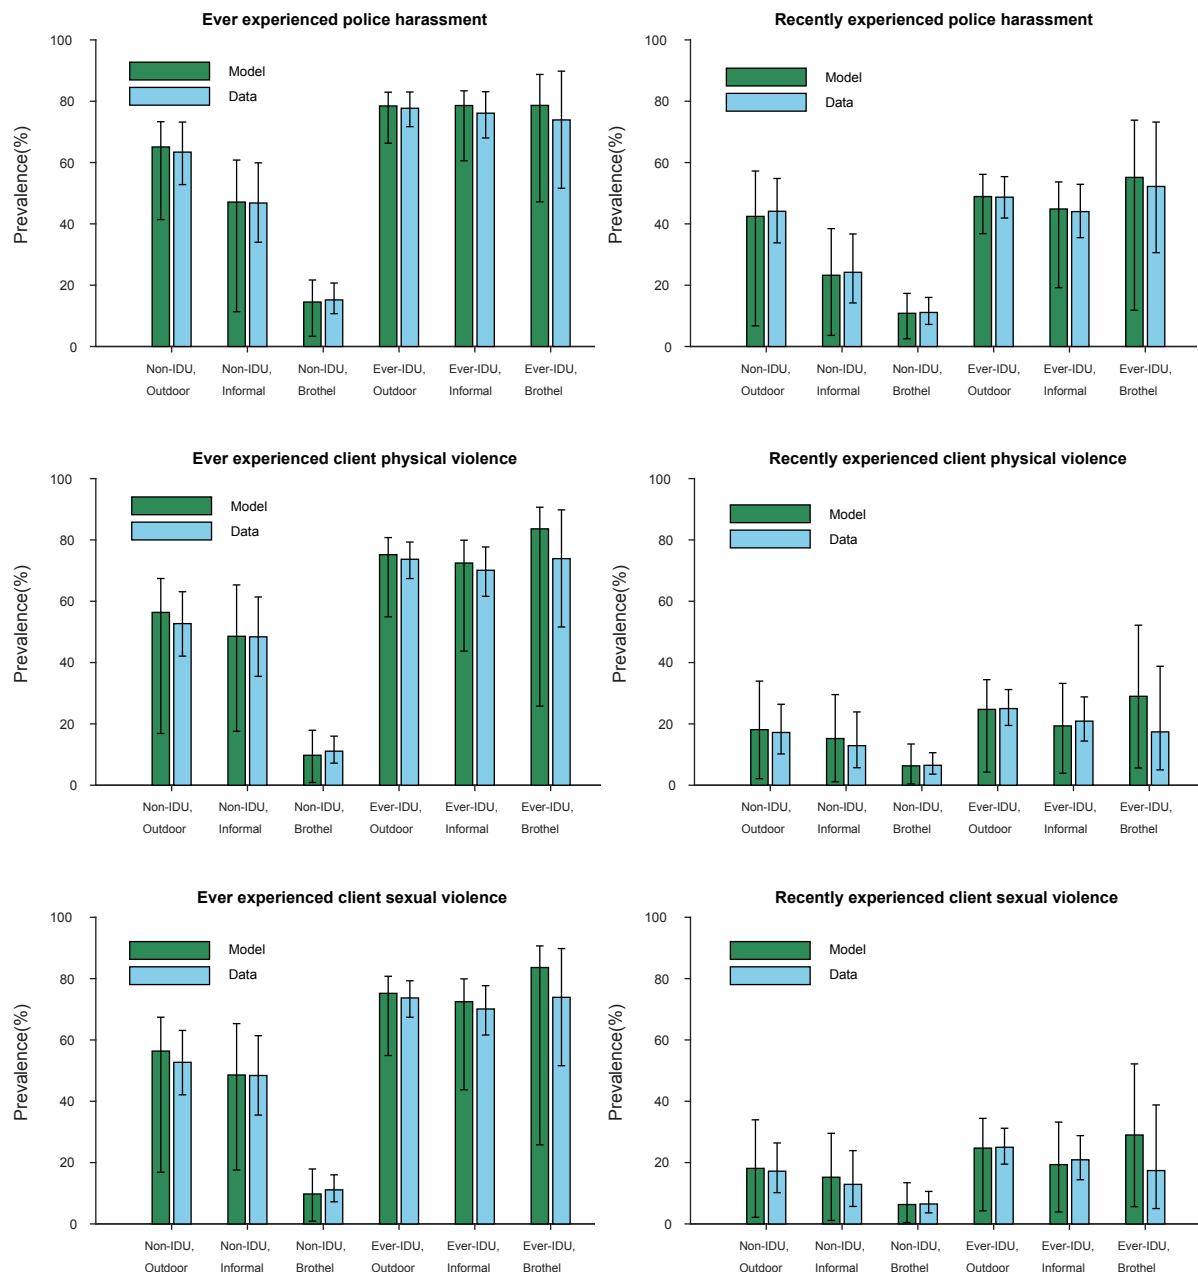 Ever experienced police harassment
Prevalence(%)
100
80
60
40
20
0
Model
Data
Non-IDU, Non-IDU, Non-IDU, Ever-IDU, Ever-IDU, Ever-IDU,
Outdoor Informal Brothel Outdoor Informal Brothel
Recently experienced police harassment
Prevalence(%)
100
80
60
40
20
0
Model
Data
Non-IDU, Non-IDU, Non-IDU, Ever-IDU, Ever-IDU, Ever-IDU,
Outdoor Informal Brothel Outdoor Informal Brothel
Ever experienced client physical violence
Prevalence(%)
100
80
60
40
20
0
Model
Data
Non-IDU, Non-IDU, Non-IDU, Ever-IDU, Ever-IDU, Ever-IDU,
Outdoor Informal Brothel Outdoor Informal Brothel
Recently experienced client physical violence
Prevalence(%)
100
80
60
40
20
0
Model
Data
Non-IDU, Non-IDU, Non-IDU, Ever-IDU, Ever-IDU, Ever-IDU,
Outdoor Informal Brothel Outdoor Informal Brothel
Ever experienced client sexual violence
Prevalence(%)
100
80
60
40
20
0
Model
Data
Non-IDU, Non-IDU, Non-IDU, Ever-IDU, Ever-IDU, Ever-IDU,
Outdoor Informal Brothel Outdoor Informal Brothel
Recently experienced client sexual violence
Prevalence(%)
100
80
60
40
20
0
Model
Data
Non-IDU, Non-IDU, Non-IDU, Ever-IDU, Ever-IDU, Ever-IDU,
Outdoor Informal Brothel Outdoor Informal Brothel